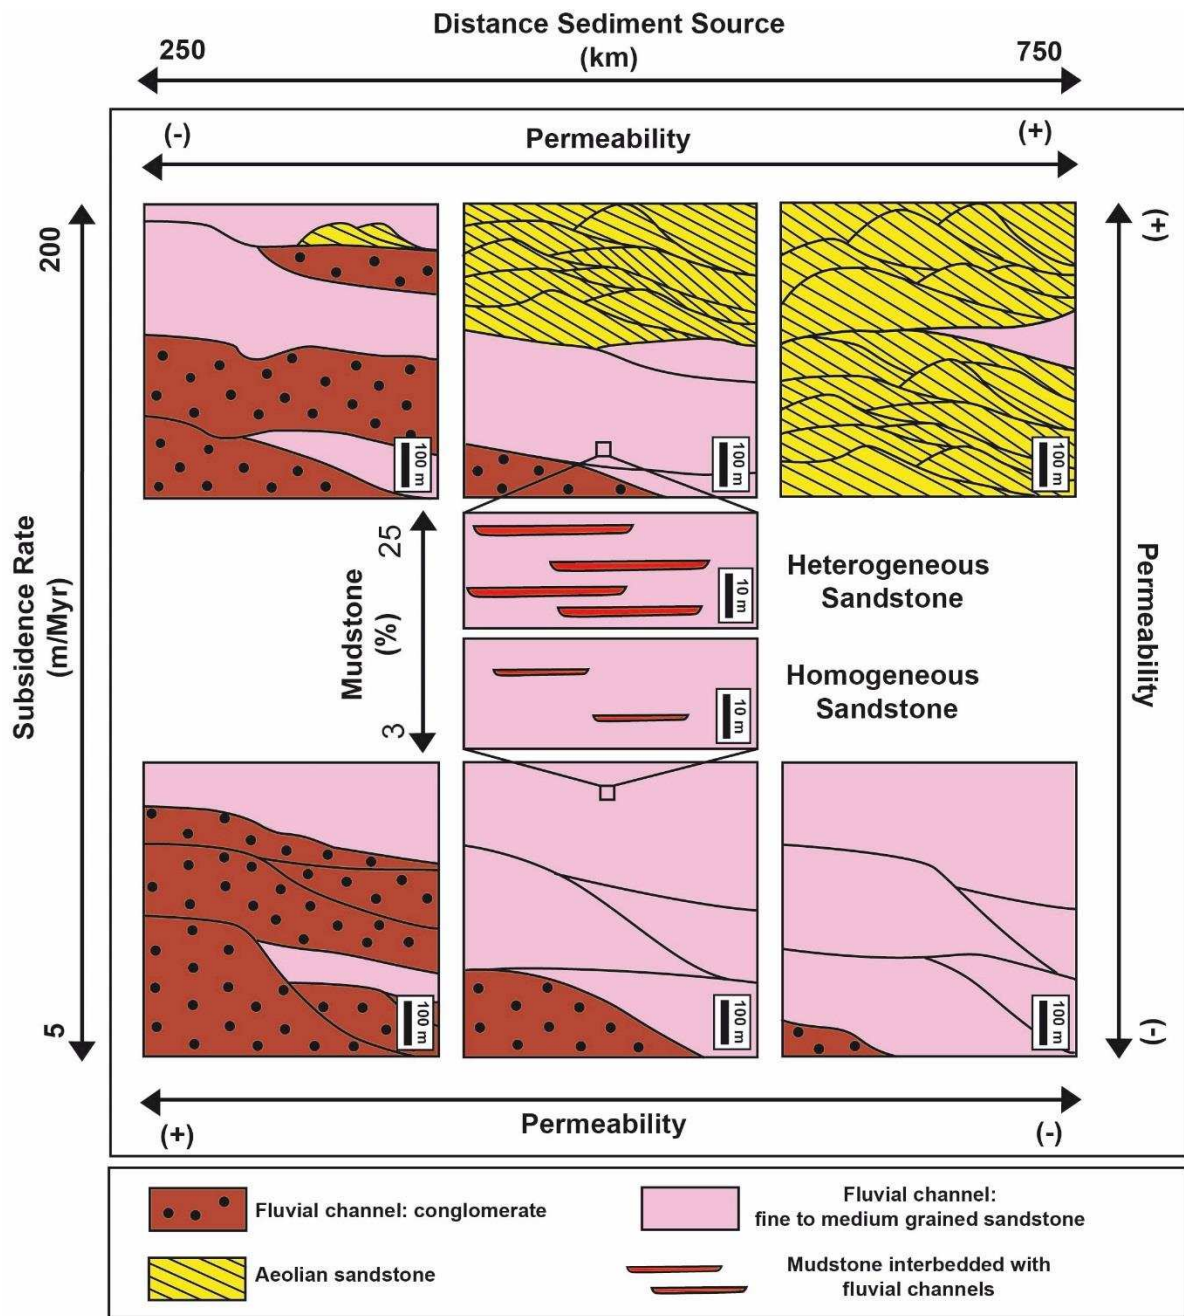 Distance Sediment Source
(km)
250
750
(-)
Permeability
(+)
200
Subsidence Rate
(m/Myr)
5
(+)
Permeability
(-)
100 m
100 m
100 m
25
Mudstone
(%)
3
10 m
Heterogeneous
Sandstone
10 m
Homogeneous
Sandstone
100 m
100 m
100 m
(+)
Permeability
(-)
Fluvial channel: conglomerate
Fluvial channel:
fine to medium grained sandstone
Aeolian sandstone
Mudstone interbedded with
fluvial channels